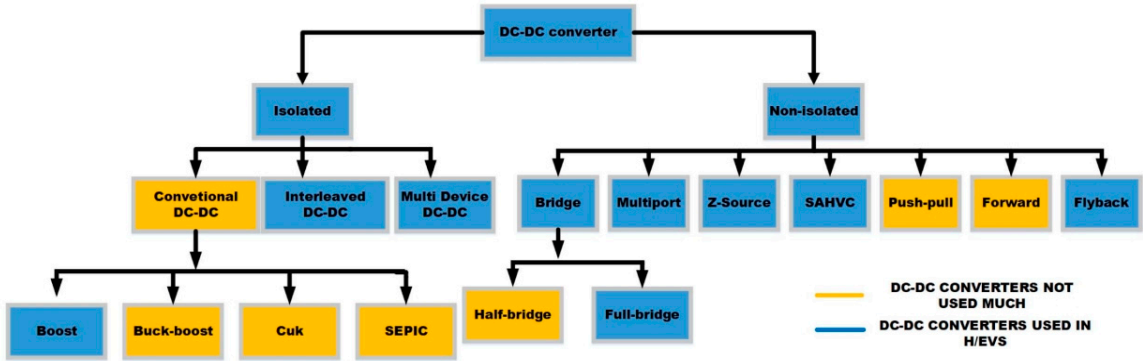 DC-DC converter
Isolated
Non-isolated
Convetional
DC-DC
Interleaved
DC-DC
Multi Device
DC-DC
Bridge
Multiport
Z-Source
SAHVC
Push-pull
Forward
Flyback
Boost
Buck-boost
Cuk
SEPIC
Half-bridge
Full-bridge
DC-DC CONVERTERS NOT
USED MUCH
DC-DC CONVERTERS USED IN
H/EVS